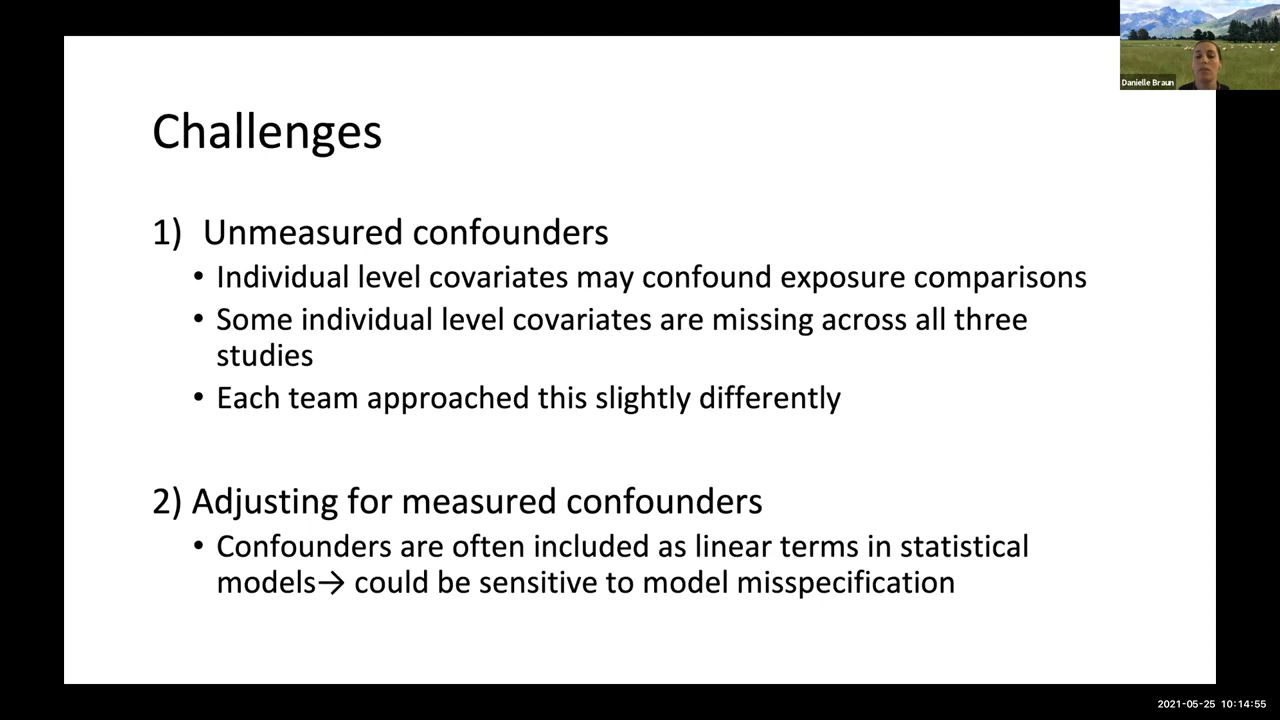 Danielle Braun
Challenges
1) Unmeasured confounders
• Individual level covariates may confound exposure comparisons
• Some individual level covariates are missing across all three
studies
• Each team approached this slightly differently
2) Adjusting for measured confounders
• Confounders are often included as linear terms in statistical
models→ could be sensitive to model misspecification
2021-05-25 10:14:55